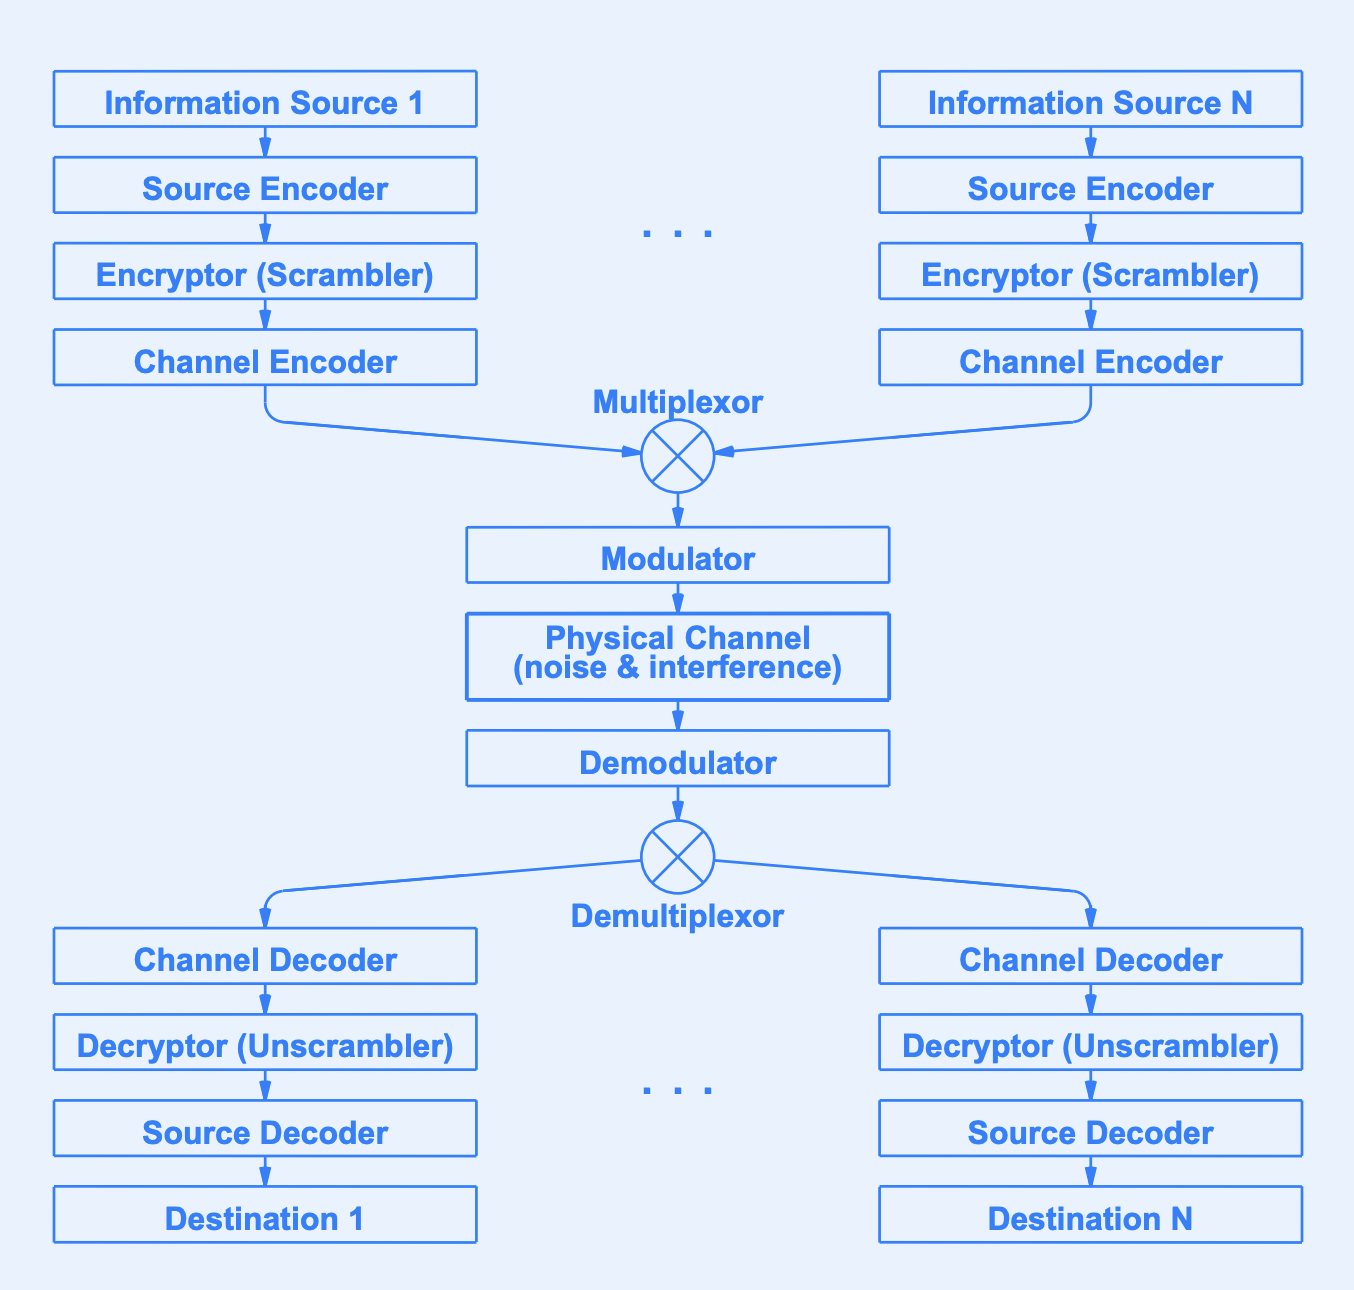 Information Source 1
Information Source N
Source Encoder
Source Encoder
. . .
Encryptor (Scrambler)
Encryptor (Scrambler)
Channel Encoder
Channel Encoder
Multiplexor
Modulator
Physical Channel
(noise & interference)
Demodulator
Demultiplexor
Channel Decoder
Channel Decoder
Decryptor (Unscrambler)
Decryptor (Unscrambler)
. . .
Source Decoder
Source Decoder
Destination 1
Destination N